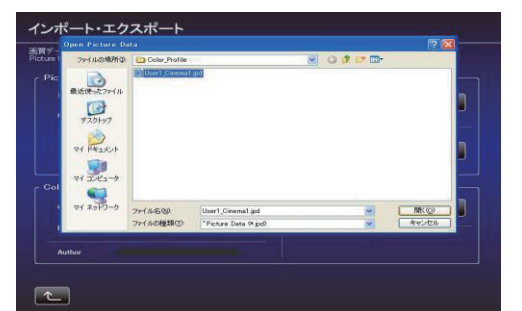 インポート・エクスポート
Open Picture Data
ファイルの場所(I):
Color_Profile
User1_Cinema1.jpd
最近使ったファイル
デスクトップ
マイ ドキュメント
マイ コンピュータ
マイ ネットワーク
ファイル名(N):
User1_Cinema1.jpd
開く(O)
ファイルの種類(T):
キャンセル
Pic
Col
Author